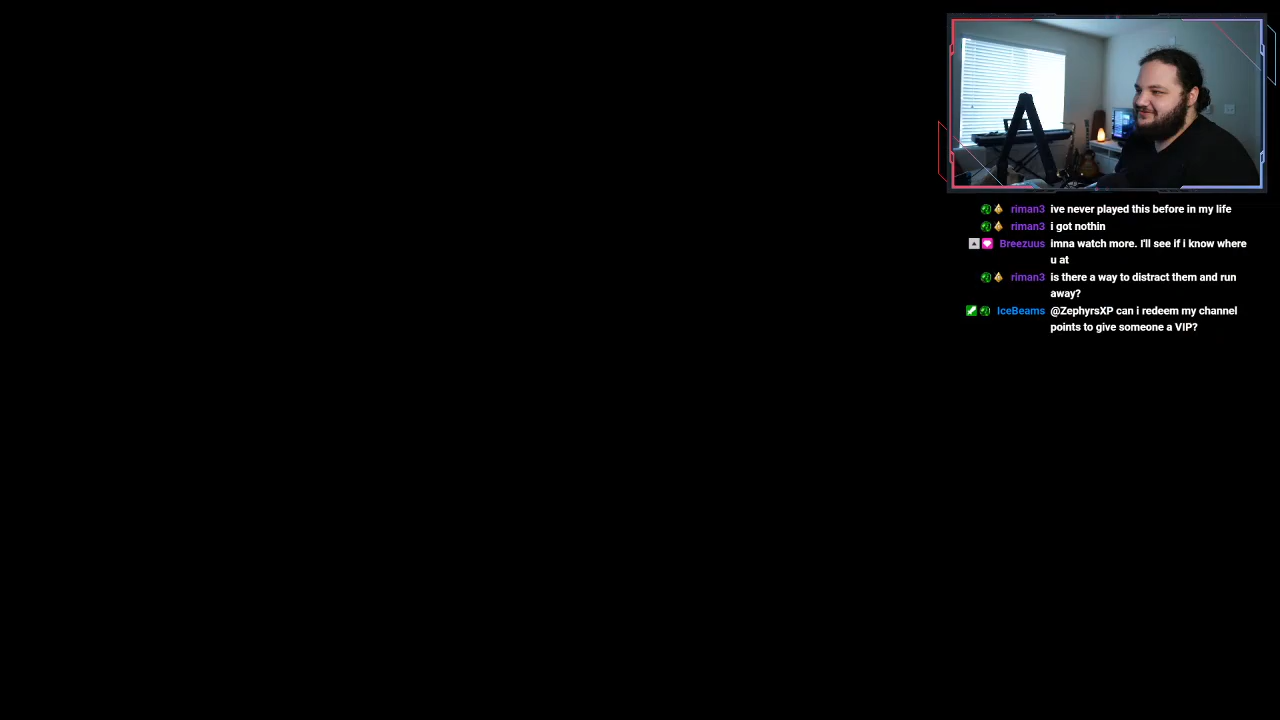 riman3 ive never played this before in my life
riman3 i got nothin
Breezuus imna watch more. I'll see if i know where
u at
riman3 is there a way to distract them and run
away?
IceBeams @ZephyrsXP can i redeem my channel
points to give someone a VIP?